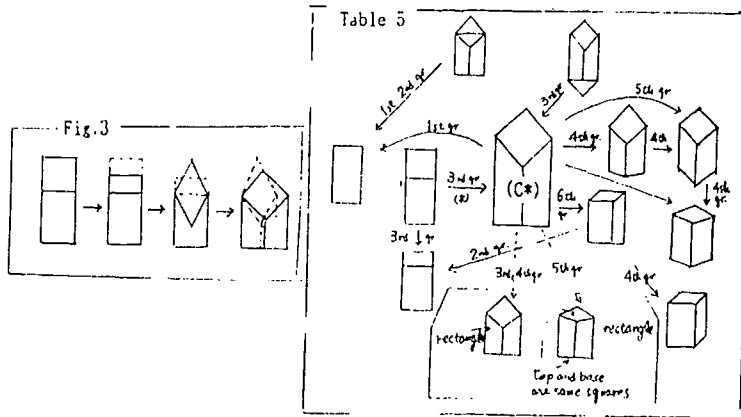 Table 5
Fig.3
1st 2nd gr
3rd gr
5th gr
1st gr
4th gr.
4th
3rd gr
(*)
(C*)
6th
gr
4th
gr.
3rd gr
2nd gr
3rd, 4th gr
5th gr
4th gr
rectangle
rectangle
top and base
are same squares